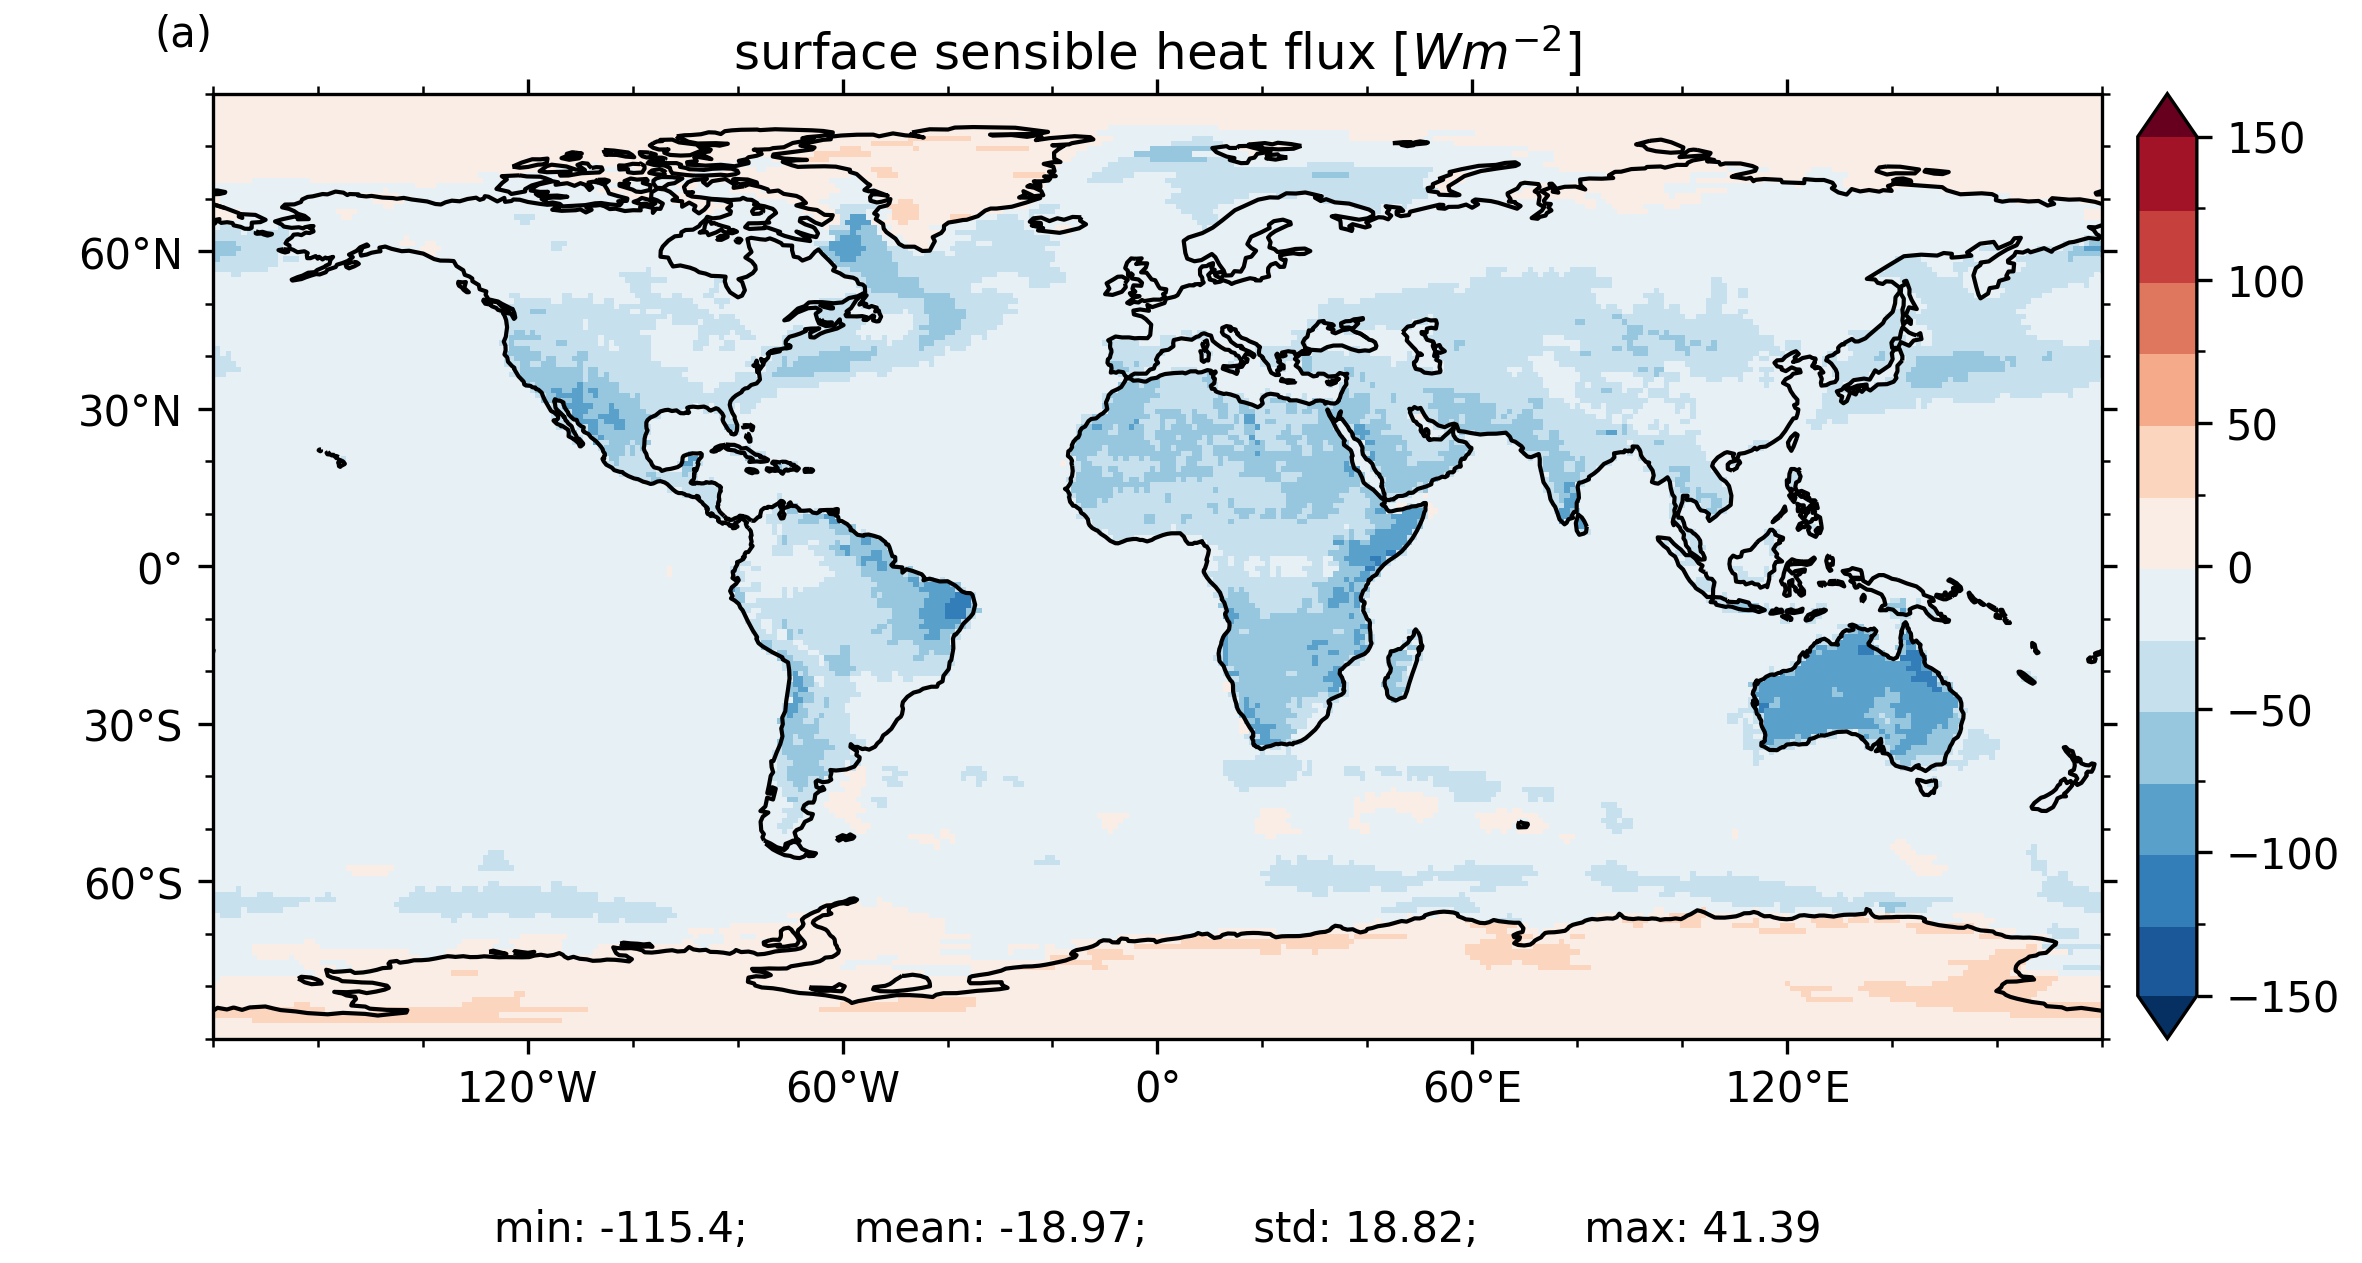 (a)
surface sensible heat flux [$Wm^{-2}$]
60°N
30°N
0°
30°S
60°S
120°W 60°W 0° 60°E 120°E
150
100
50
0
−50
−100
−150
min: -115.4; mean: -18.97; std: 18.82; max: 41.39